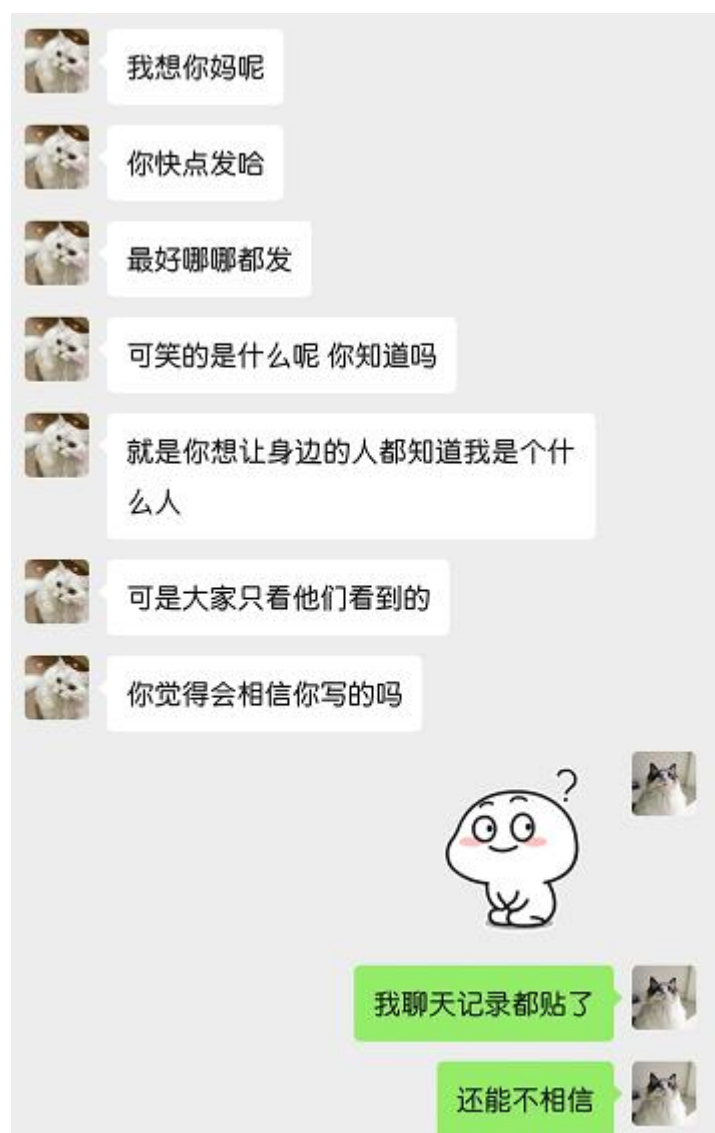 我想你妈呢
你快点发哈
最好哪哪都发
可笑的是什么呢 你知道吗
就是你想让身边的人都知道我是个什
么人
可是大家只看他们看到的
你觉得会相信你写的吗
?
我聊天记录都贴了
还能不相信